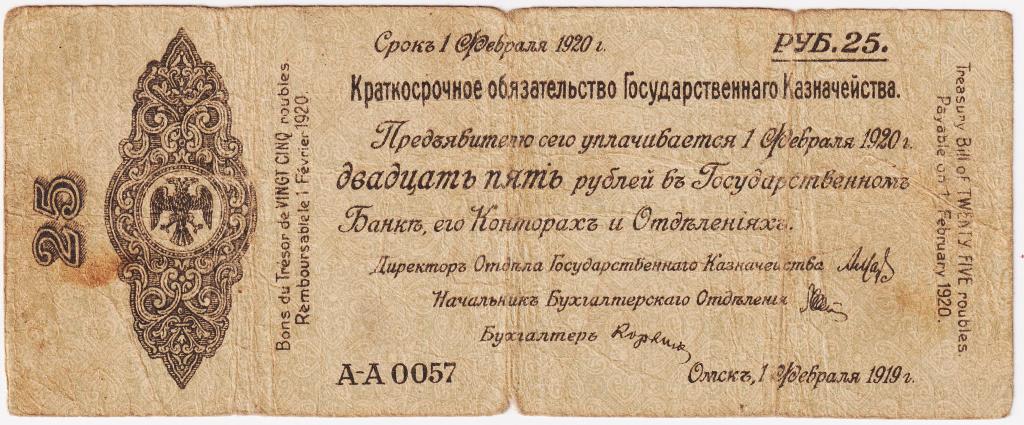 25
Bons du Trésor de VINGT CINQ roubles.
Remboursable le 1 Février 1920.
Срокъ 1 Февраля 1920 г.
РУБ. 25.
Краткосрочное обязательство Государственнаго Казначейства.
Предъявителю сего уплачивается 1 Февраля 1920 г.
двадцать пять рублей въ Государственномъ
Банкѣ, его Конторахъ и Отдѣленіяхъ.
Директоръ Отдѣла Государственнаго Казначейства
Начальникъ Бухгалтерскаго Отдѣленія
Бухгалтеръ
А-А 0057
Омскъ, 1 Февраля 1919 г.
Treasury Bill of TWENTY FIVE roubles.
Payable on 1 February 1920.